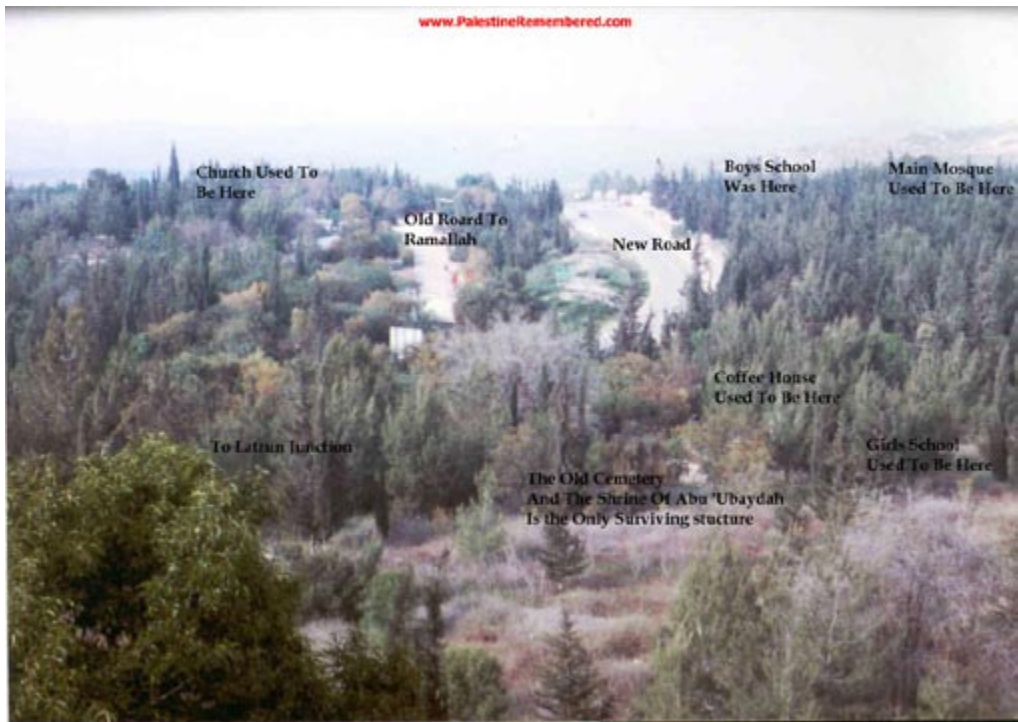 www.PalestineRemembered.com
Church Used To
Be Here
Boys School
Was Here
Main Mosque
Used To Be Here
Old Roard To
Ramallah
New Road
Coffee House
Used To Be Here
To Latrun Junction
Girls School
Used To Be Here
The Old Cemetery
And The Shrine Of Abu 'Ubaydah
Is the Only Surviving stucture